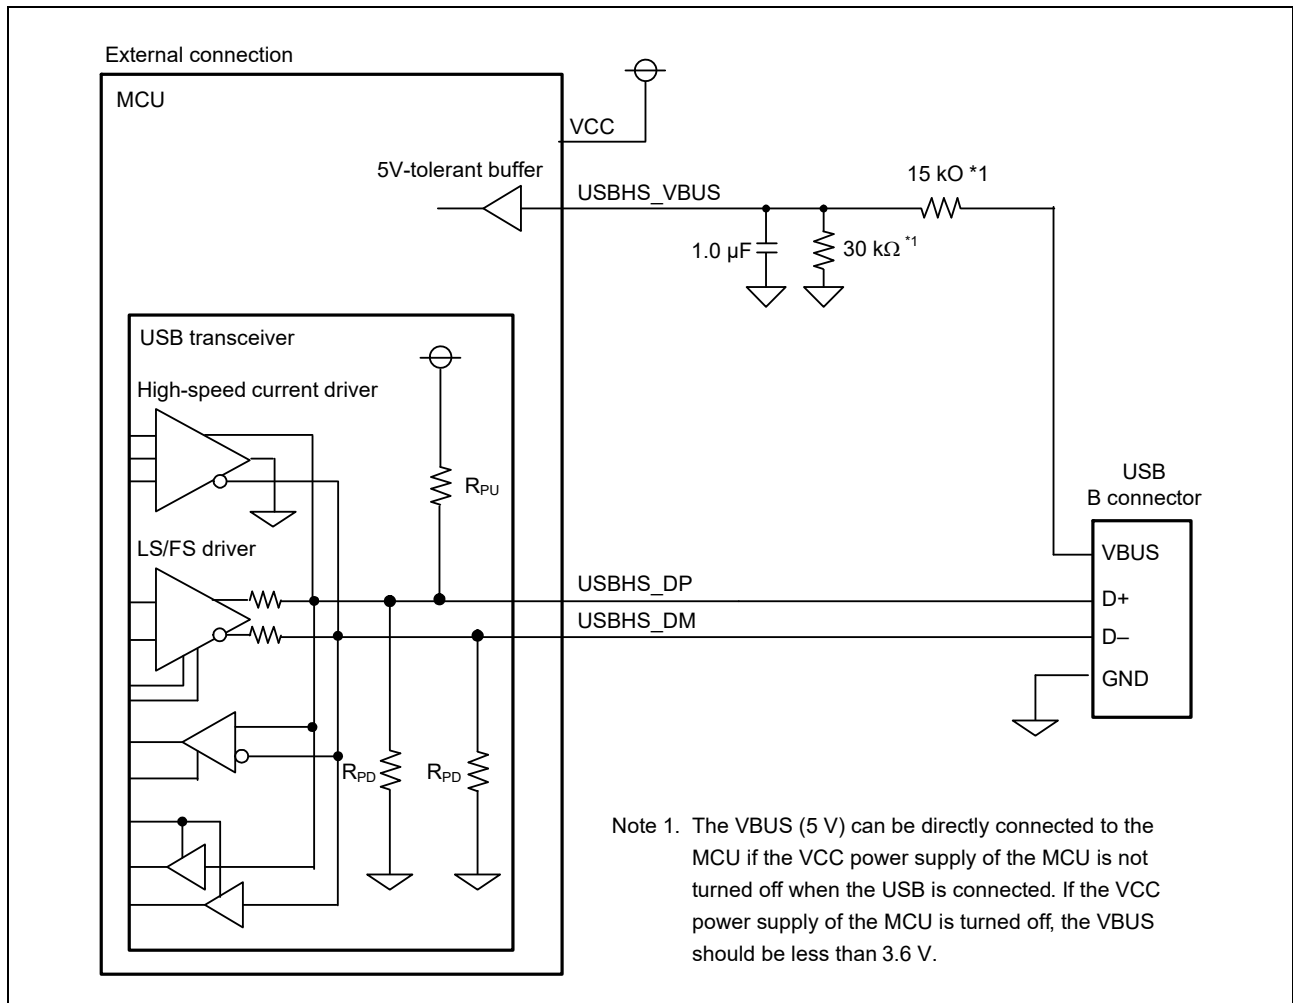 External connection
MCU
VCC
5V-tolerant buffer
USBHS_VBUS
15 kO *1
1.0 µF
30 kΩ *1
USB transceiver
High-speed current driver
RPU
LS/FS driver
USB
B connector
VBUS
USBHS_DP
D+
USBHS_DM
D–
GND
RPD
RPD
Note 1. The VBUS (5 V) can be directly connected to the
MCU if the VCC power supply of the MCU is not
turned off when the USB is connected. If the VCC
power supply of the MCU is turned off, the VBUS
should be less than 3.6 V.